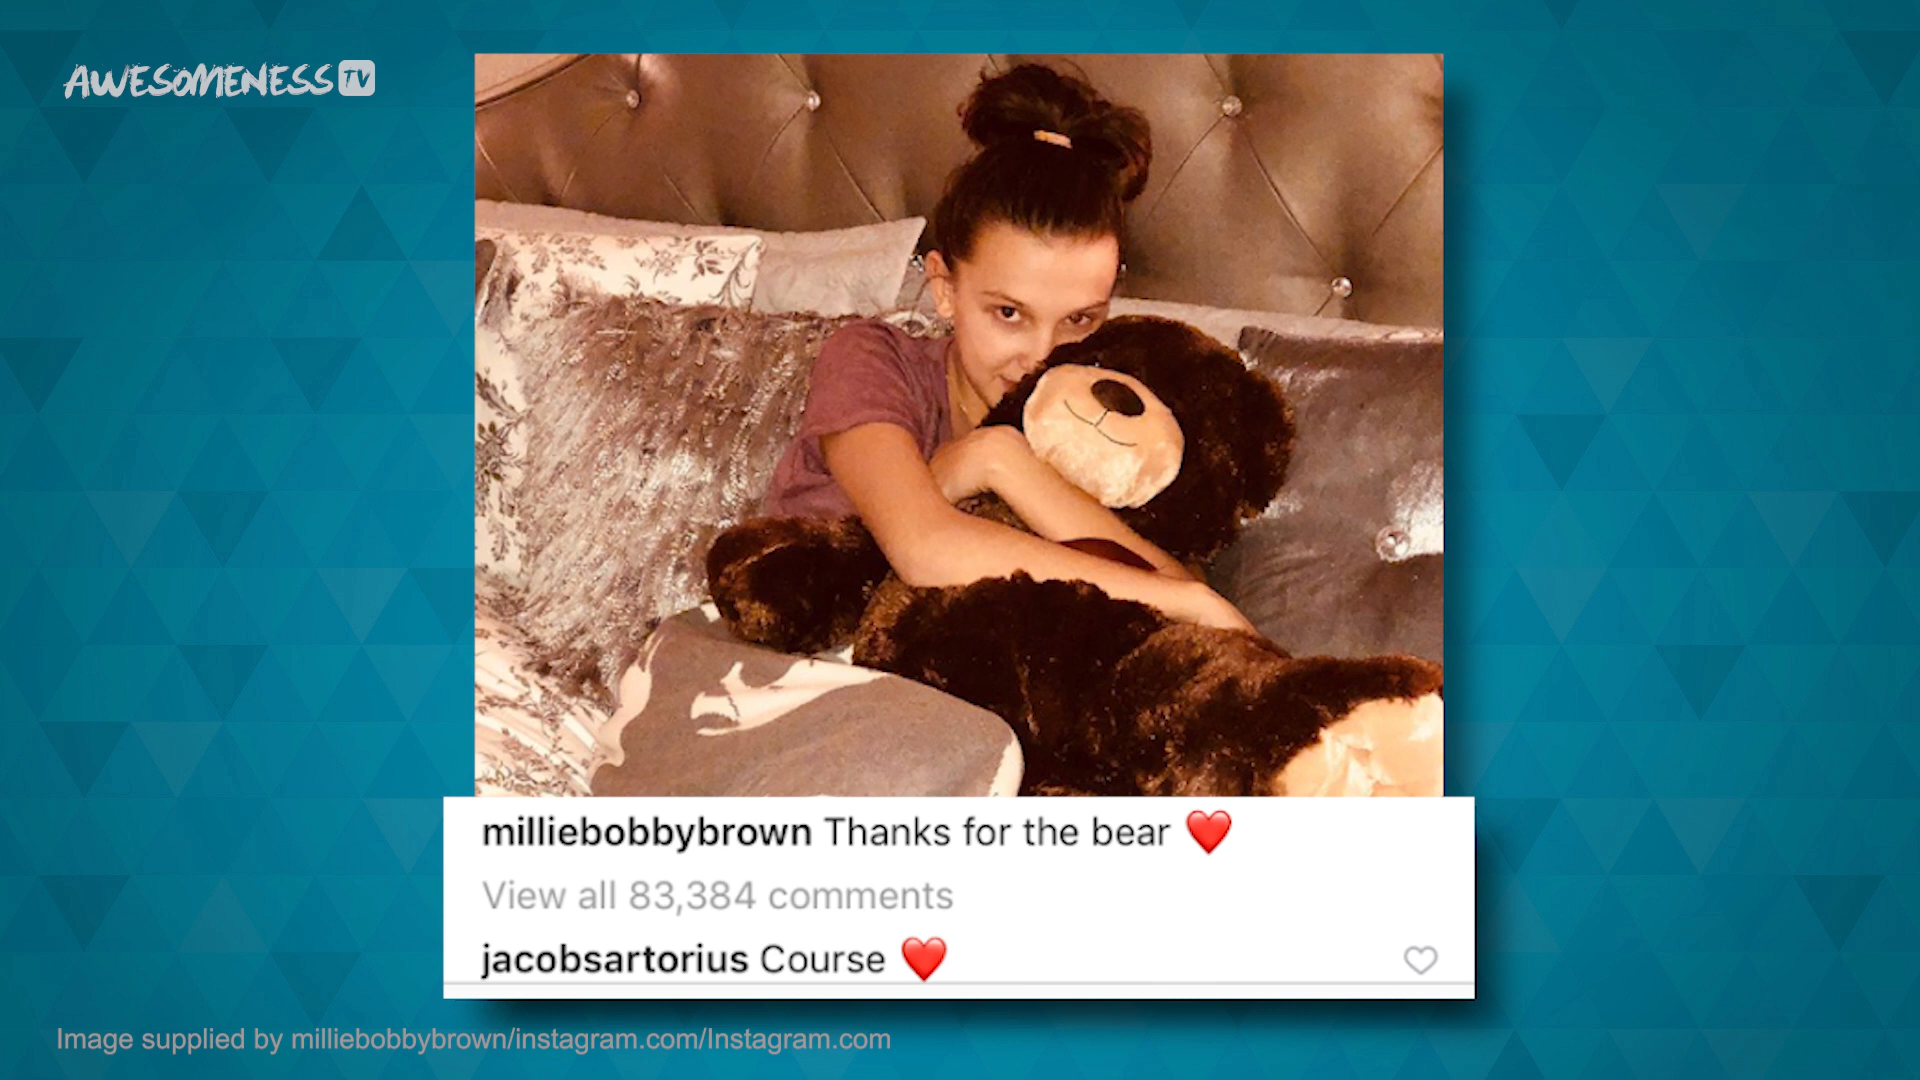 AWESOMENESS TV
milliebobbybrown Thanks for the bear ❤️
View all 83,384 comments
jacobsartorius Course ❤️
Image supplied by milliebobbybrown/instagram.com/Instagram.com